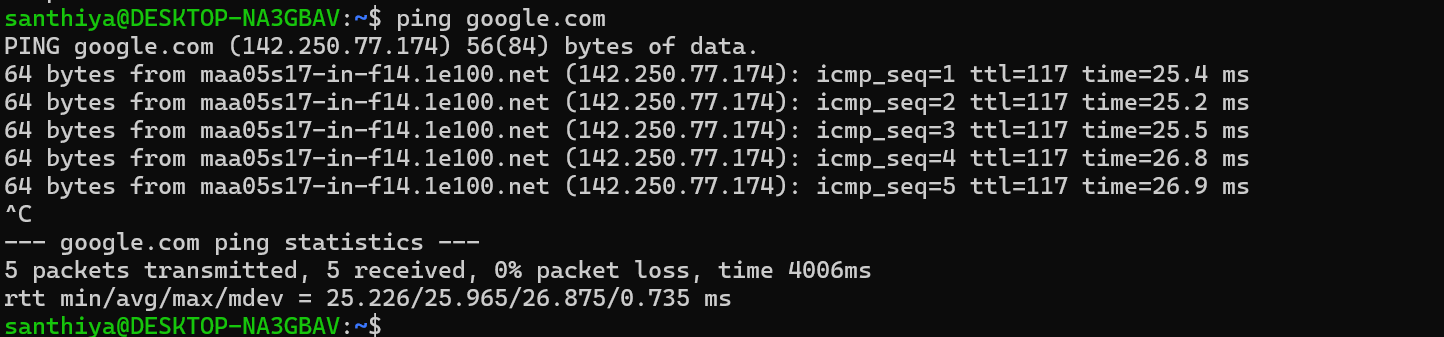 santhiya@DESKTOP-NA3GBAV:~$ ping google.com
PING google.com (142.250.77.174) 56(84) bytes of data.
64 bytes from maa05s17-in-f14.1e100.net (142.250.77.174): icmp_seq=1 ttl=117 time=25.4 ms
64 bytes from maa05s17-in-f14.1e100.net (142.250.77.174): icmp_seq=2 ttl=117 time=25.2 ms
64 bytes from maa05s17-in-f14.1e100.net (142.250.77.174): icmp_seq=3 ttl=117 time=25.5 ms
64 bytes from maa05s17-in-f14.1e100.net (142.250.77.174): icmp_seq=4 ttl=117 time=26.8 ms
64 bytes from maa05s17-in-f14.1e100.net (142.250.77.174): icmp_seq=5 ttl=117 time=26.9 ms
^C
--- google.com ping statistics ---
5 packets transmitted, 5 received, 0% packet loss, time 4006ms
rtt min/avg/max/mdev = 25.226/25.965/26.875/0.735 ms
santhiya@DESKTOP-NA3GBAV:~$